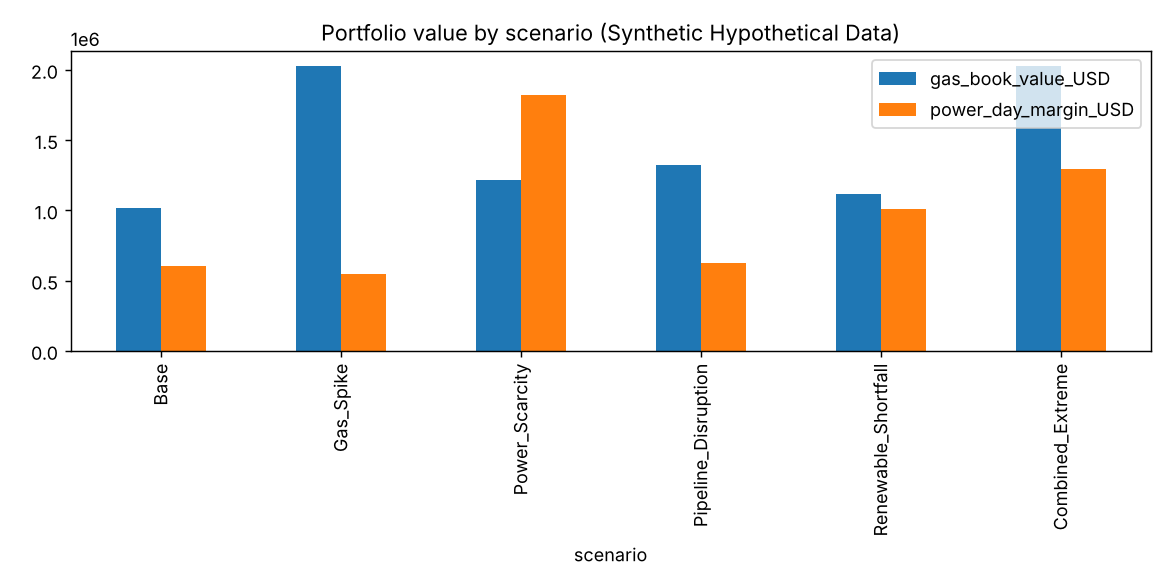 Portfolio value by scenario (Synthetic Hypothetical Data)
1e6
gas_book_value_USD
power_day_margin_USD
2.0
1.5
1.0
0.5
0.0
Base
Gas_Spike
Power_Scarcity
Pipeline_Disruption
Renewable_Shortfall
Combined_Extreme
scenario